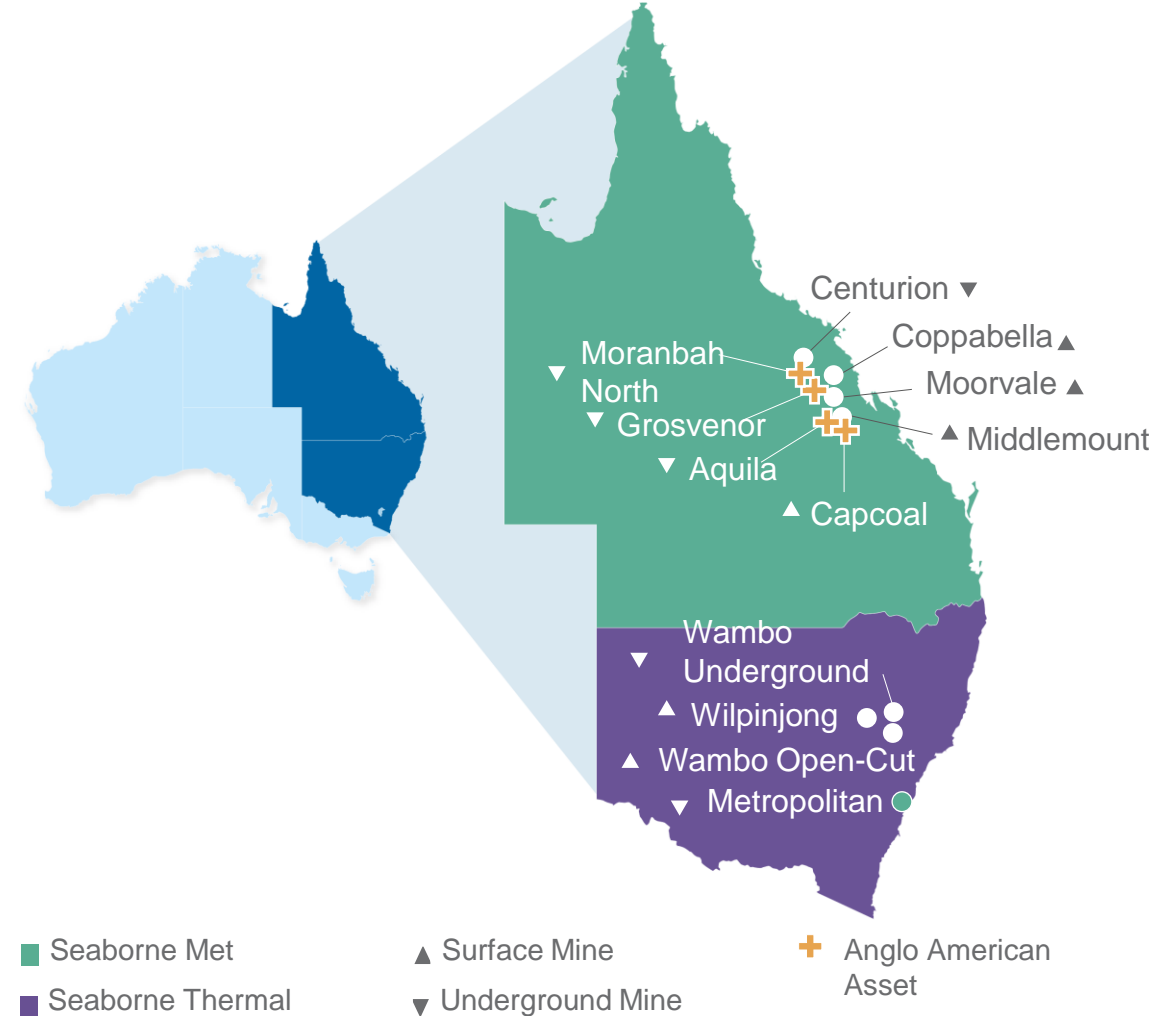 Centurion
Coppabella
Moranbah
North
Moorvale
Grosvenor
Middlemount
Aquila
Capcoal
Wambo
Underground
Wilpinjong
Wambo Open-Cut
Metropolitan
Seaborne Met
Surface Mine
Anglo American
Asset
Seaborne Thermal
Underground Mine